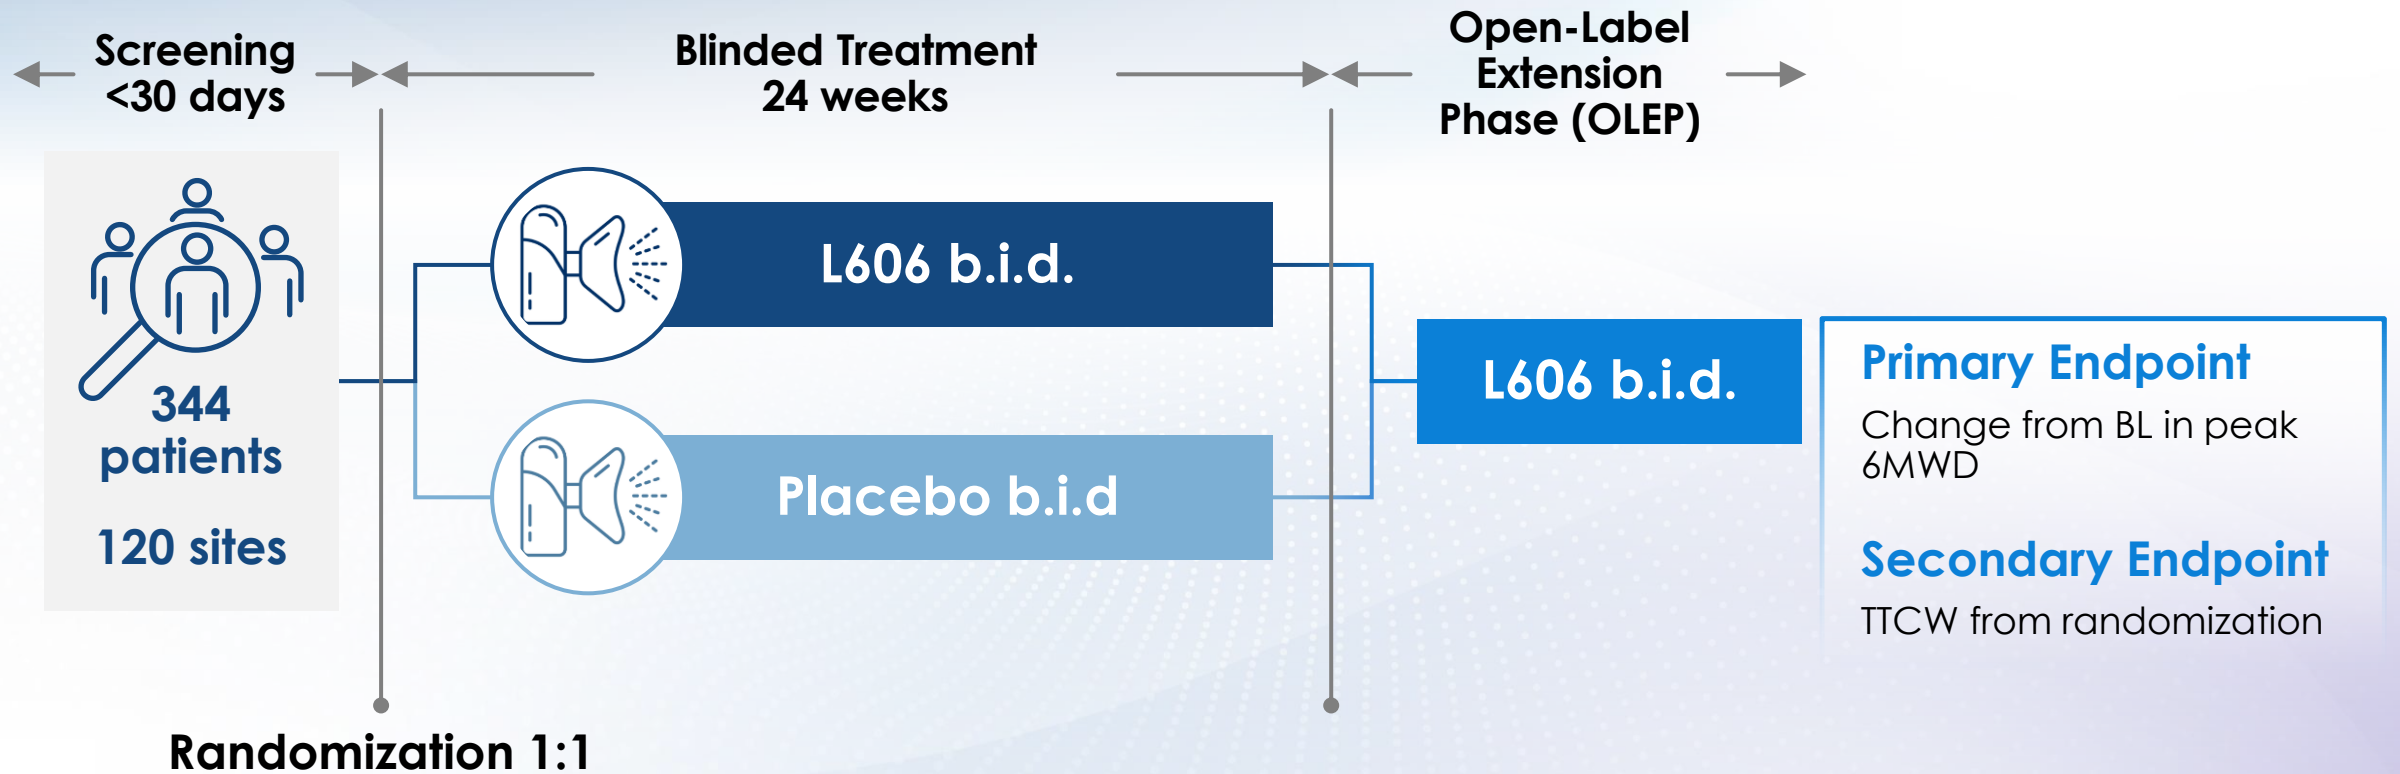 Screening
<30 days
Blinded Treatment
24 weeks
Open-Label
Extension
Phase (OLEP)
344
patients
120 sites
L606 b.i.d.
Placebo b.i.d
L606 b.i.d.
Primary Endpoint
Change from BL in peak
6MWD
Secondary Endpoint
TTCW from randomization
Randomization 1:1